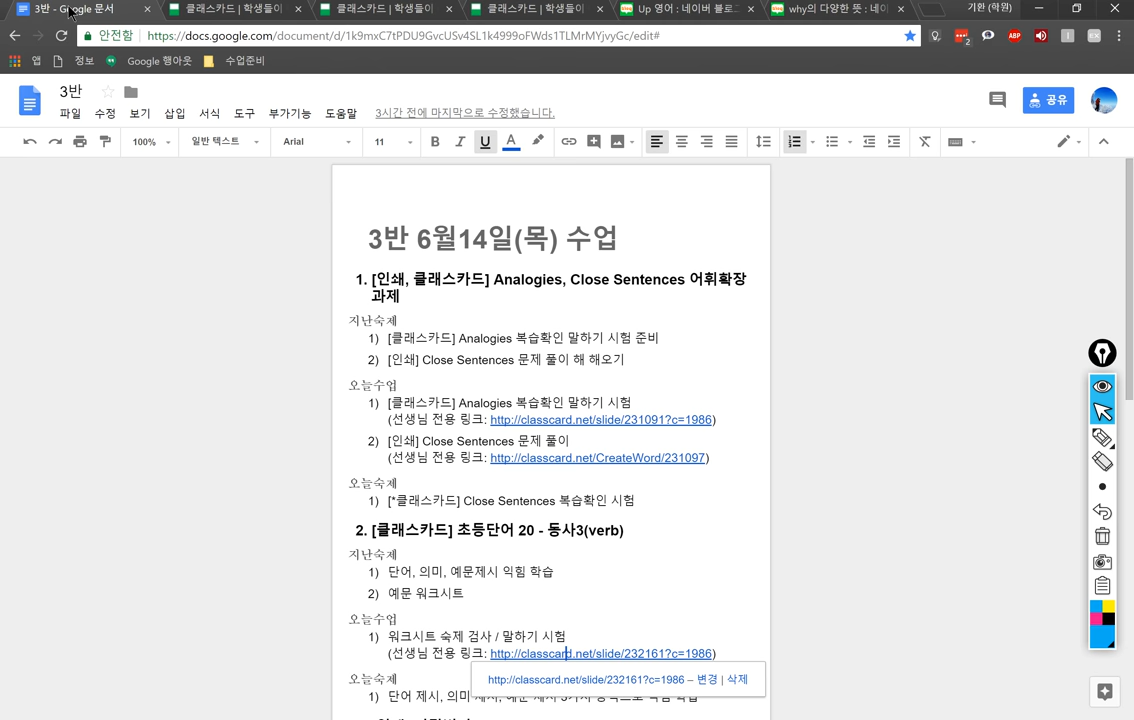 3반 - Google 문서
클래스카드 | 학생들이
클래스카드 | 학생들이
클래스카드 | 학생들이
Up 영어 : 네이버 블로그
why의 다양한 뜻 : 네이
기환 (학원)
안전함
https://docs.google.com/document/d/1k9mxC7tPDU9GvcUSv4SL1k4999oFWds1TLMrMYjvyGc/edit#
2
ABP
앱
정보
Google 행아웃
수업준비
3반
파일 수정 보기 삽입 서식 도구 부가기능 도움말 3시간 전에 마지막으로 수정했습니다.
공유
100% 일반 텍스트 Arial 11 B I U A
3반 6월14일(목) 수업
1. [인쇄, 클래스카드] Analogies, Close Sentences 어휘확장
과제
지난숙제
1) [클래스카드] Analogies 복습확인 말하기 시험 준비
2) [인쇄] Close Sentences 문제 풀이 해 해오기
오늘수업
1) [클래스카드] Analogies 복습확인 말하기 시험
(선생님 전용 링크: http://classcard.net/slide/231091?c=1986)
2) [인쇄] Close Sentences 문제 풀이
(선생님 전용 링크: http://classcard.net/CreateWord/231097)
오늘숙제
1) [*클래스카드] Close Sentences 복습확인 시험
2. [클래스카드] 초등단어 20 - 동사3(verb)
지난숙제
1) 단어, 의미, 예문제시 익힘 학습
2) 예문 워크시트
오늘수업
1) 워크시트 숙제 검사 / 말하기 시험
(선생님 전용 링크: http://classcard.net/slide/232161?c=1986)
http://classcard.net/slide/232161?c=1986 – 변경 | 삭제
오늘숙제
1) 단어 제시, 의미 제시, 예문 제시